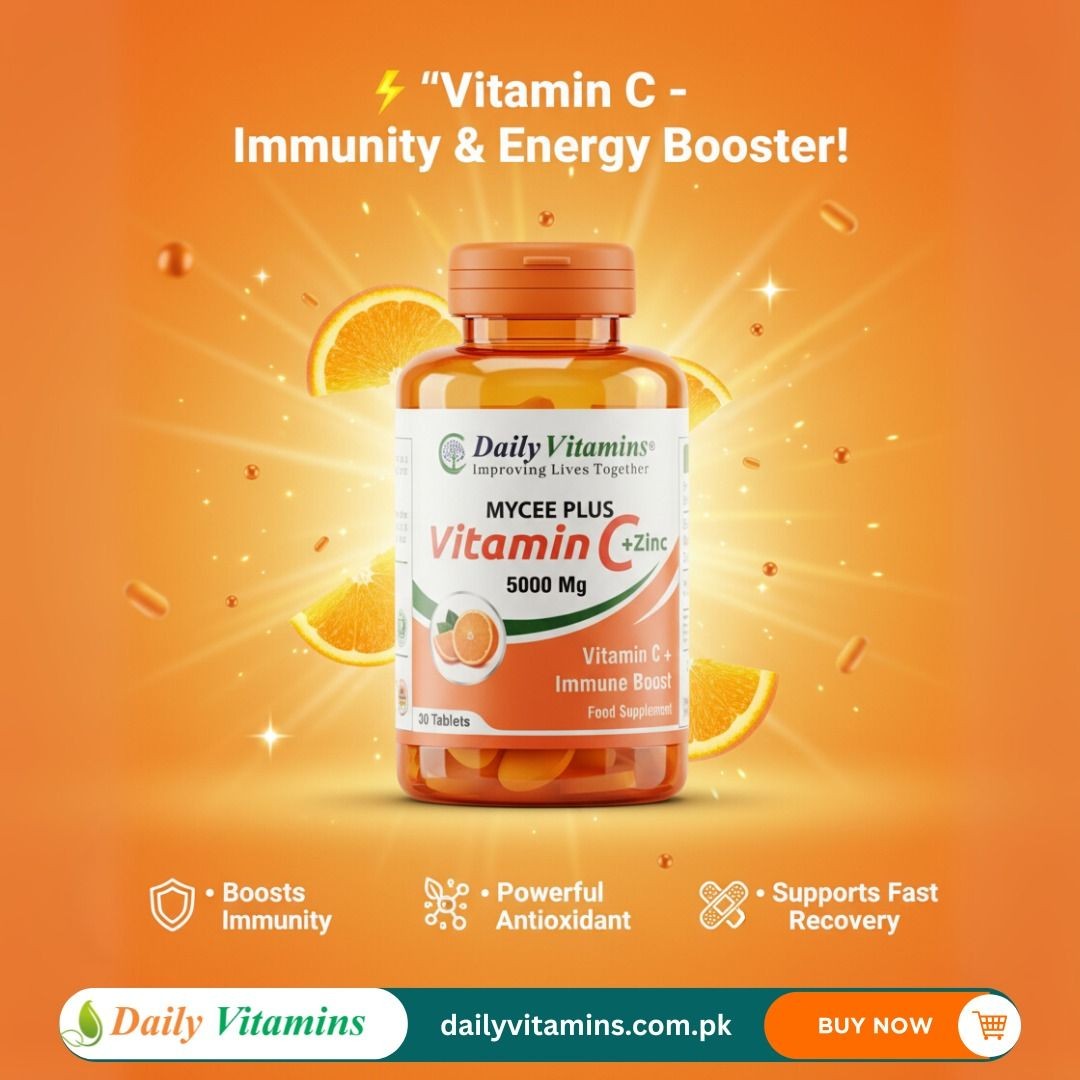 ⚡ “Vitamin C -
Immunity & Energy Booster!
Daily Vitamins®
Improving Lives Together
MYCEE PLUS
Vitamin C +Zinc
5000 Mg
Vitamin C +
Immune Boost
Food Supplement
30 Tablets
• Boosts
Immunity
• Powerful
Antioxidant
• Supports Fast
Recovery
Daily Vitamins
dailyvitamins.com.pk
BUY NOW